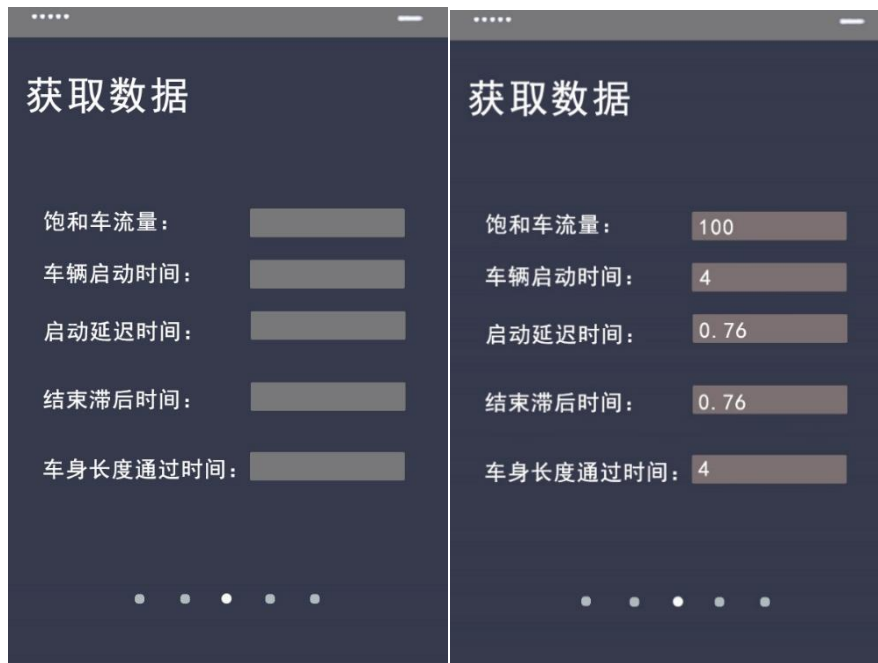 获取数据
饱和车流量：
车辆启动时间：
启动延迟时间：
结束滞后时间：
车身长度通过时间：
获取数据
饱和车流量： 100
车辆启动时间： 4
启动延迟时间： 0.76
结束滞后时间： 0.76
车身长度通过时间： 4